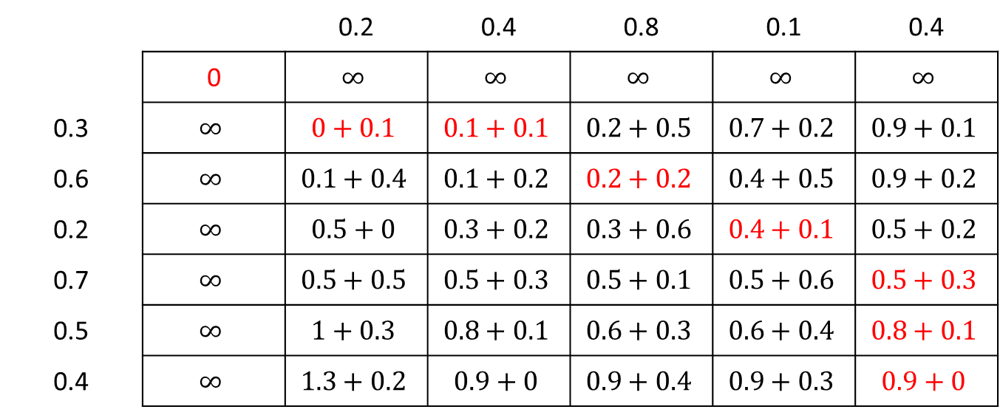 0.2 0.4 0.8 0.1 0.4
0 ∞ ∞ ∞ ∞ ∞
0.3 ∞ 0 + 0.1 0.1 + 0.1 0.2 + 0.5 0.7 + 0.2 0.9 + 0.1
0.6 ∞ 0.1 + 0.4 0.1 + 0.2 0.2 + 0.2 0.4 + 0.5 0.9 + 0.2
0.2 ∞ 0.5 + 0 0.3 + 0.2 0.3 + 0.6 0.4 + 0.1 0.5 + 0.2
0.7 ∞ 0.5 + 0.5 0.5 + 0.3 0.5 + 0.1 0.5 + 0.6 0.5 + 0.3
0.5 ∞ 1 + 0.3 0.8 + 0.1 0.6 + 0.3 0.6 + 0.4 0.8 + 0.1
0.4 ∞ 1.3 + 0.2 0.9 + 0 0.9 + 0.4 0.9 + 0.3 0.9 + 0